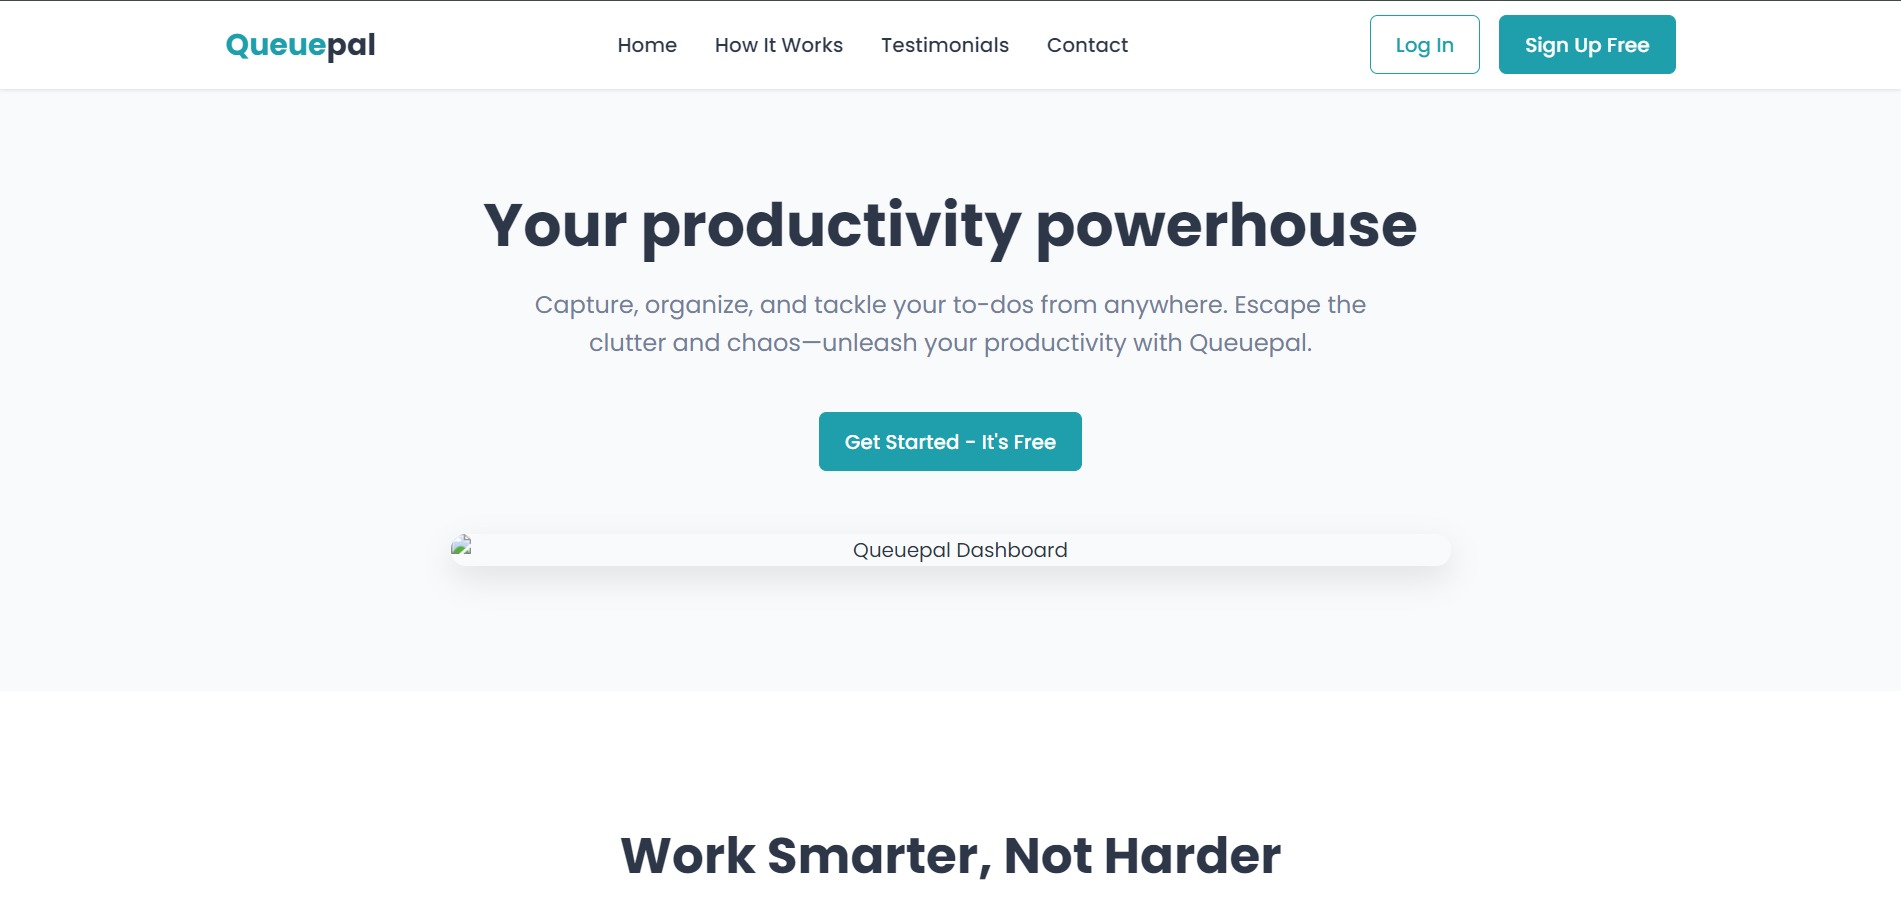 Queuepal
Home
How It Works
Testimonials
Contact
Log In
Sign Up Free
Your productivity powerhouse
Capture, organize, and tackle your to-dos from anywhere. Escape the
clutter and chaos—unleash your productivity with Queuepal.
Get Started - It's Free
Queuepal Dashboard
Work Smarter, Not Harder